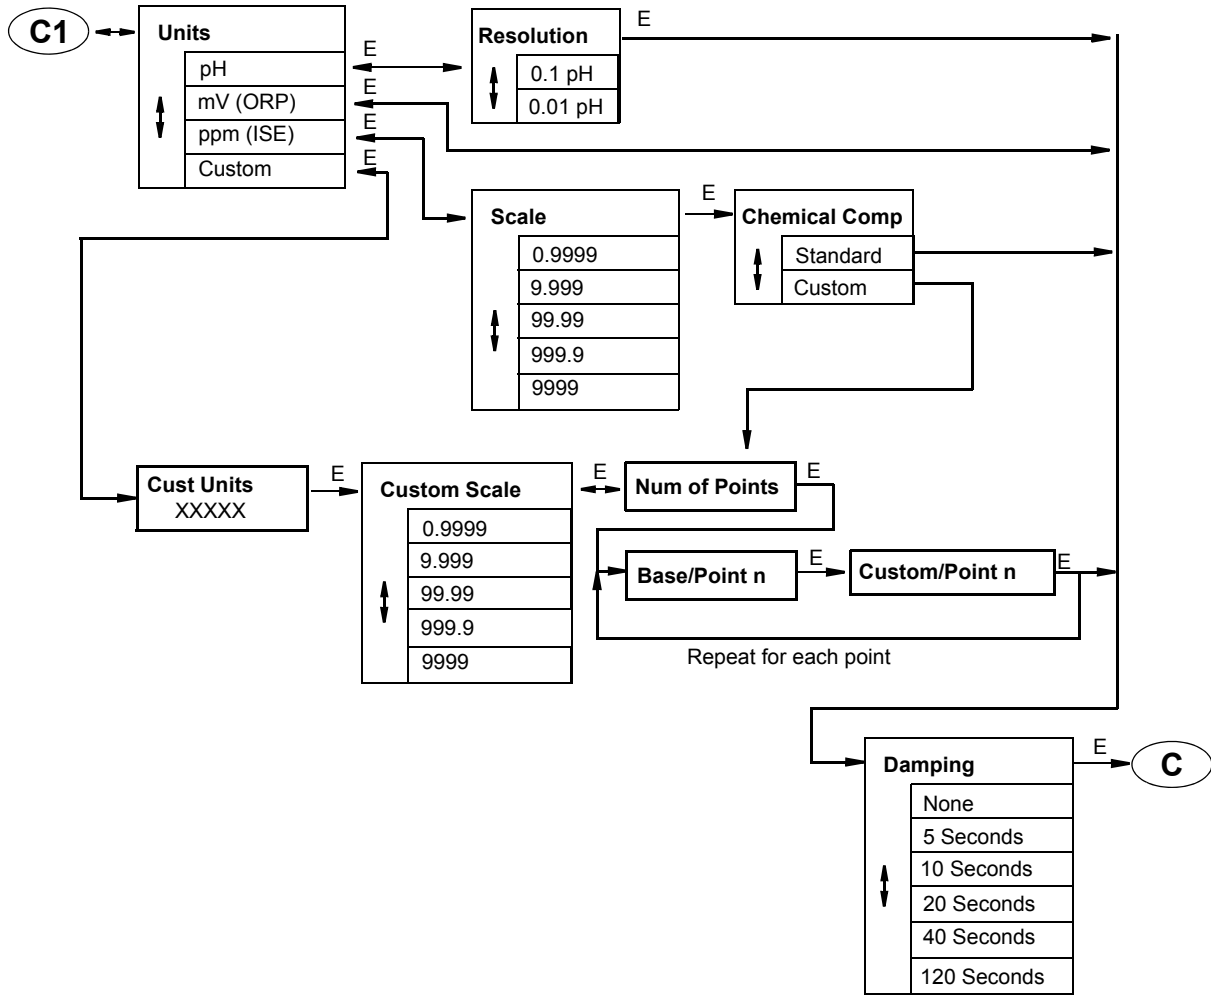 C1
Units
pH
mV (ORP)
ppm (ISE)
Custom
E
E
E
E
Resolution
0.1 pH
0.01 pH
E
Scale
0.9999
9.999
99.99
999.9
9999
E
Chemical Comp
Standard
Custom
Cust Units
XXXXX
E
Custom Scale
0.9999
9.999
99.99
999.9
9999
E
Num of Points
E
Base/Point n
E
Custom/Point n
E
Repeat for each point
Damping
None
5 Seconds
10 Seconds
20 Seconds
40 Seconds
120 Seconds
E
C